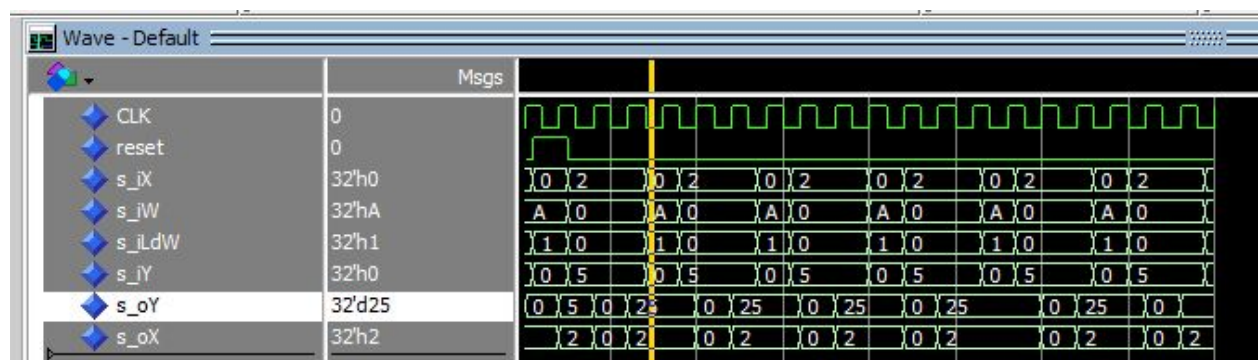 Wave - Default
Msgs
CLK 0
reset 0
s_iX 32'h0 0 2 0 2 0 2 0 2 0 2 0 2
s_iW 32'hA A 0 A 0 A 0 A 0 A 0 A 0
s_iLdW 32'h1 1 0 1 0 1 0 1 0 1 0 1 0
s_iY 32'h0 0 5 0 5 0 5 0 5 0 5 0 5
s_oY 32'd25 0 5 0 25 0 25 0 25 0 25 0 25 0
s_oX 32'h2 2 0 2 0 2 0 2 0 2 0 2 0 2